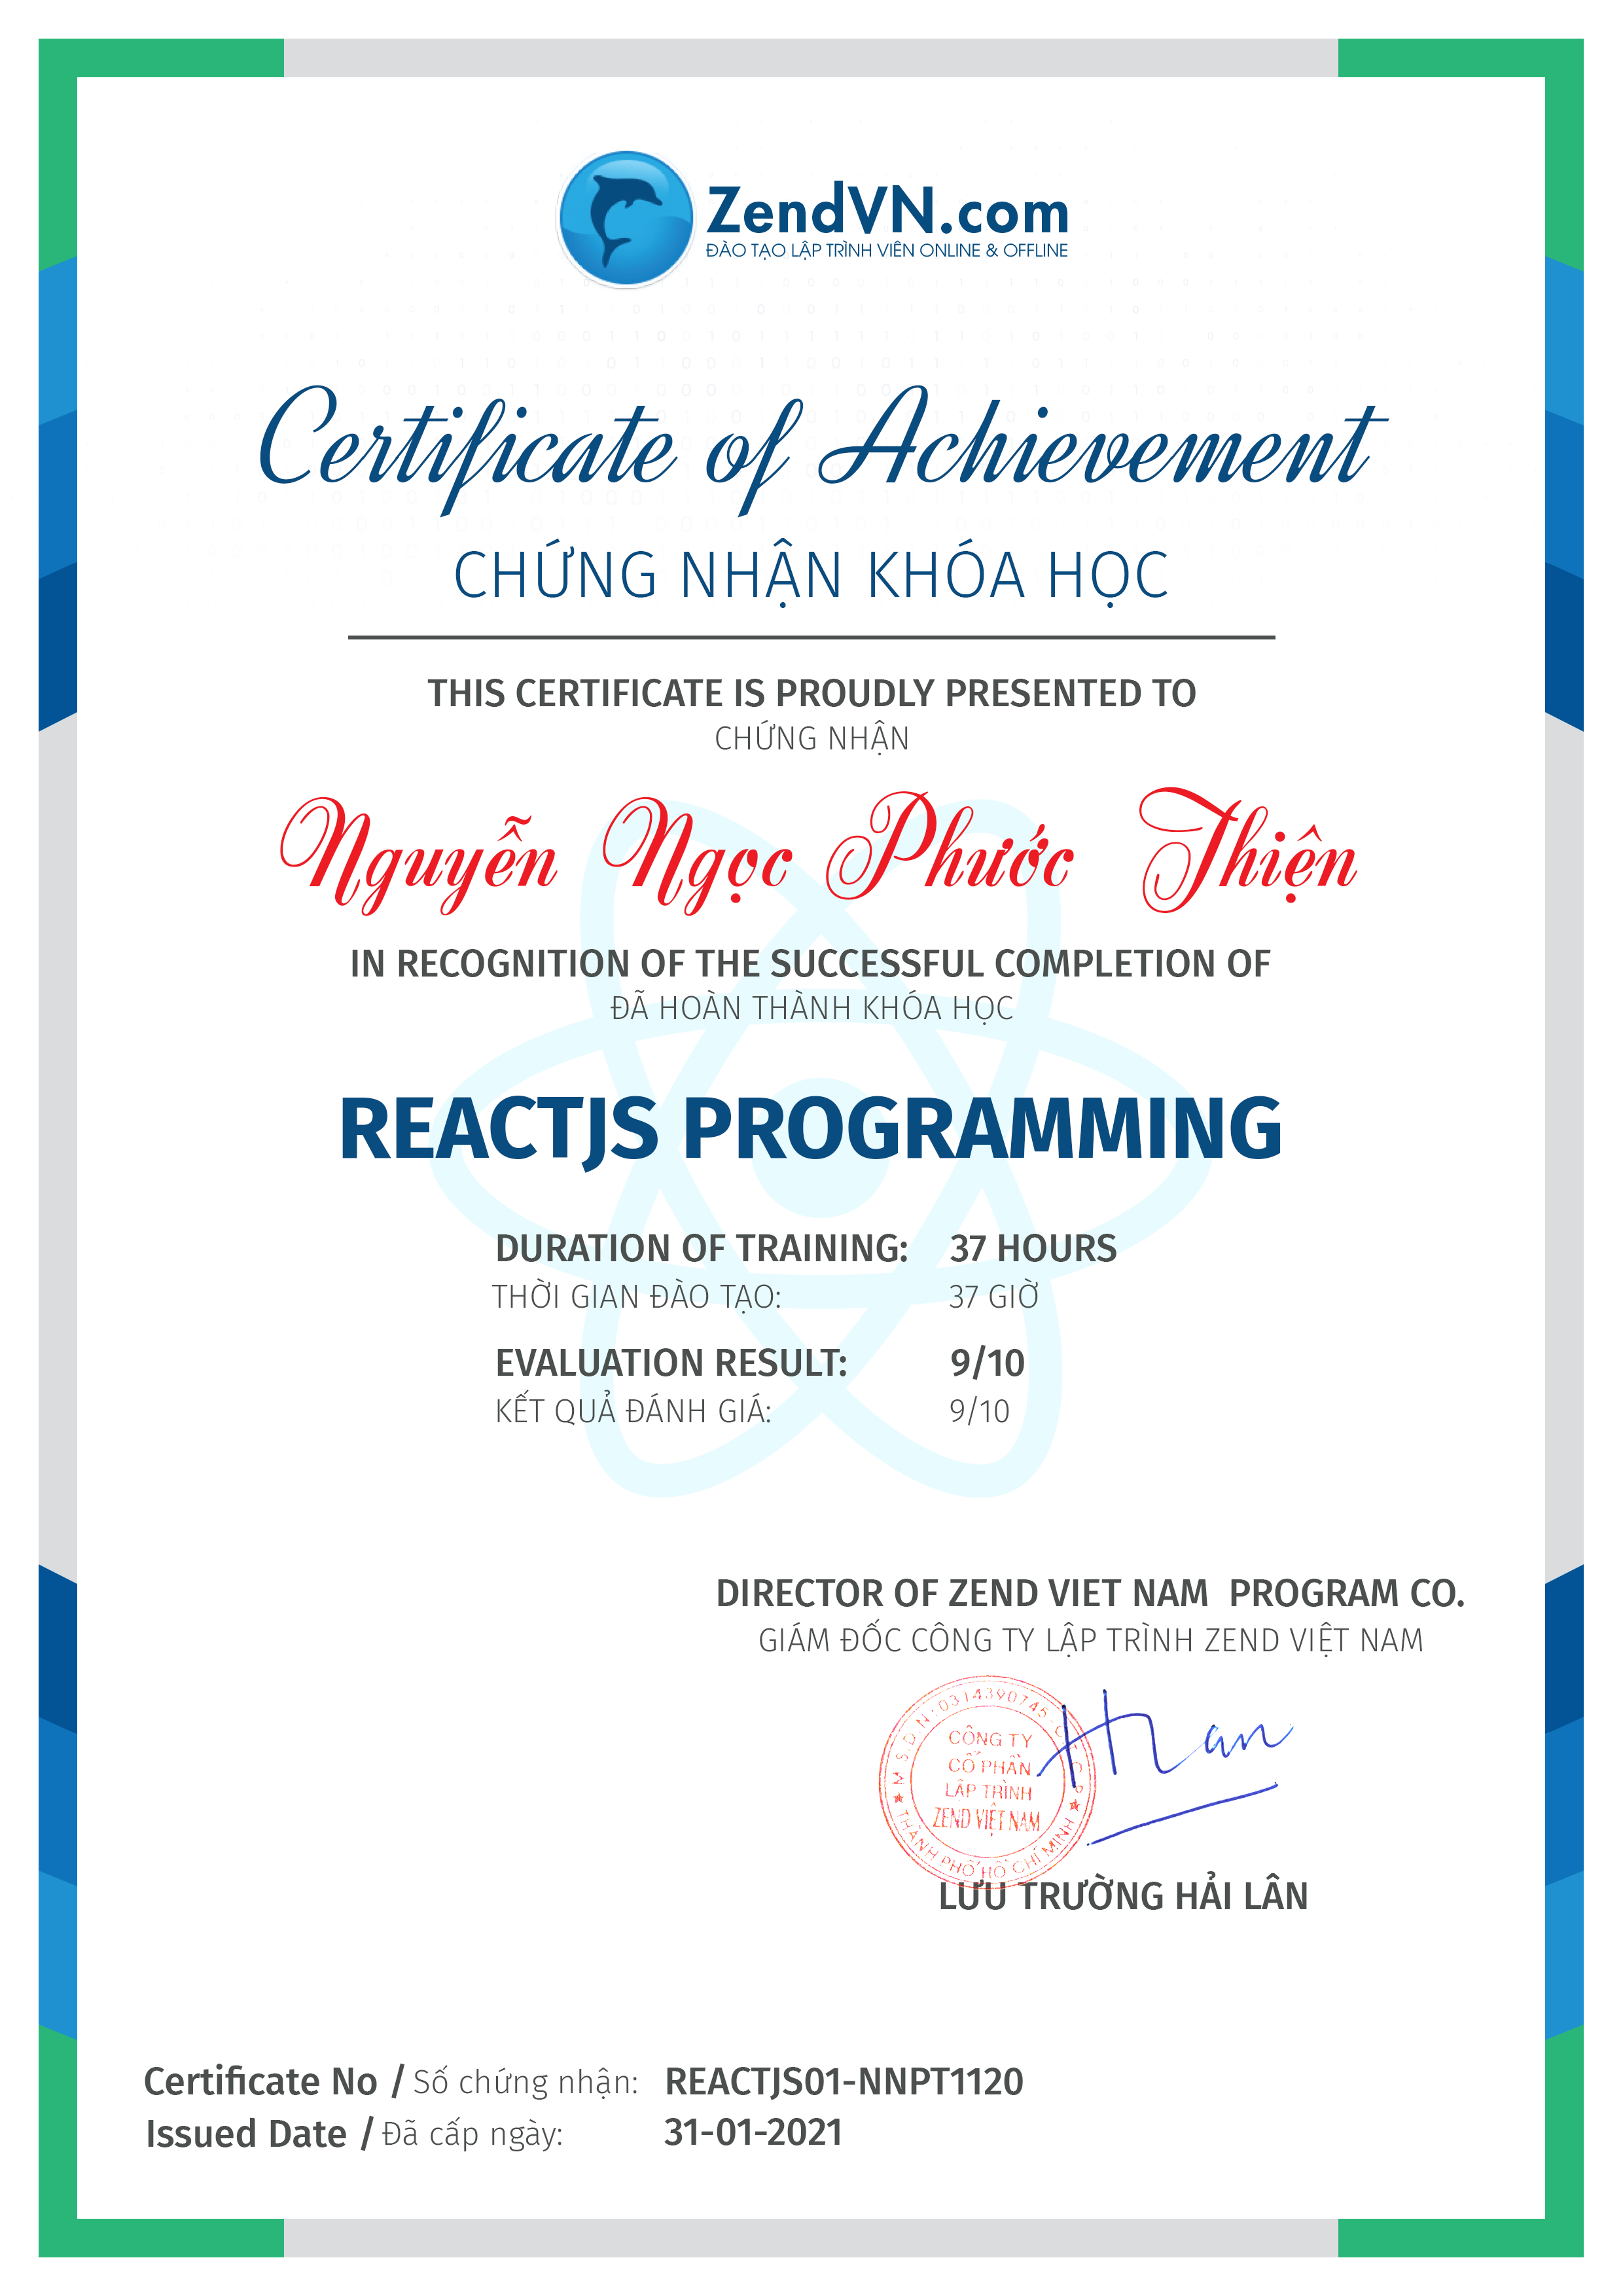 ZendVN.com
ĐÀO TẠO LẬP TRÌNH VIÊN ONLINE & OFFLINE
Certificate of Achievement
CHỨNG NHẬN KHÓA HỌC
THIS CERTIFICATE IS PROUDLY PRESENTED TO
CHỨNG NHẬN
Nguyễn Ngọc Phước Thiện
IN RECOGNITION OF THE SUCCESSFUL COMPLETION OF
ĐÃ HOÀN THÀNH KHÓA HỌC
REACTJS PROGRAMMING
DURATION OF TRAINING: 37 HOURS
THỜI GIAN ĐÀO TẠO: 37 GIỜ
EVALUATION RESULT: 9/10
KẾT QUẢ ĐÁNH GIÁ: 9/10
DIRECTOR OF ZEND VIET NAM PROGRAM CO.
GIÁM ĐỐC CÔNG TY LẬP TRÌNH ZEND VIỆT NAM
M.S.D.N: 0314390745
CÔNG TY
CỔ PHẦN
LẬP TRÌNH
ZEND VIỆT NAM
THÀNH PHỐ HỒ CHÍ MINH
LƯU TRƯỜNG HẢI LÂN
Certificate No / Số chứng nhận: REACTJS01-NNPT1120
Issued Date / Đã cấp ngày: 31-01-2021